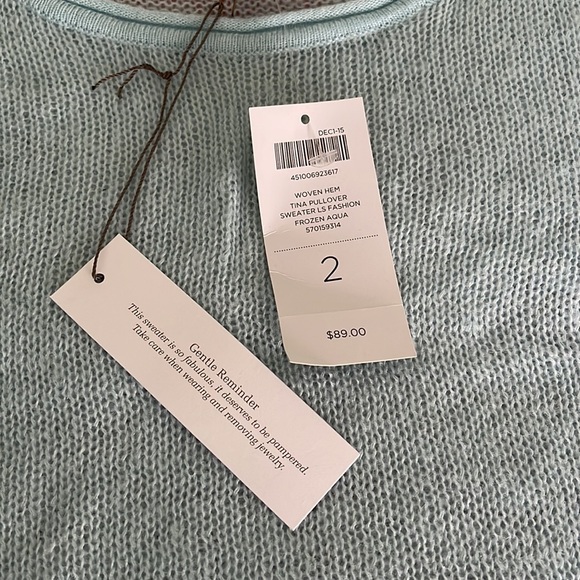 DEC1-15
451006923617
WOVEN HEM
TINA PULLOVER
SWEATER LS FASHION
FROZEN AQUA
570159314
2
$89.00
Gentle Reminder
This sweater is so fabulous, it deserves to be pampered.
Take care when wearing and removing jewelry.